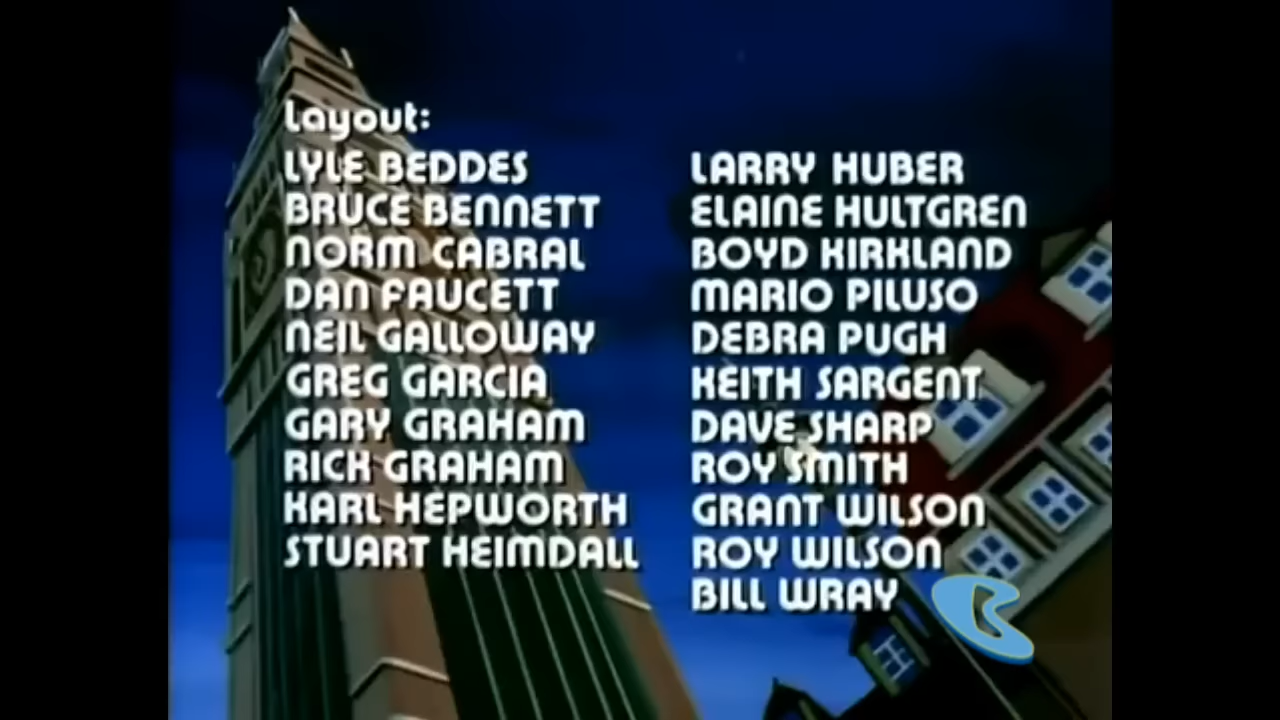 Layout:
LYLE BEDDES
BRUCE BENNETT
NORM CABRAL
DAN FAUCETT
NEIL GALLOWAY
GREG GARCIA
GARY GRAHAM
RICK GRAHAM
KARL HEPWORTH
STUART HEIMDALL
LARRY HUBER
ELAINE HULTGREN
BOYD KIRKLAND
MARIO PILUSO
DEBRA PUGH
KEITH SARGENT
DAVE SHARP
ROY SMITH
GRANT WILSON
ROY WILSON
BILL WRAY
B